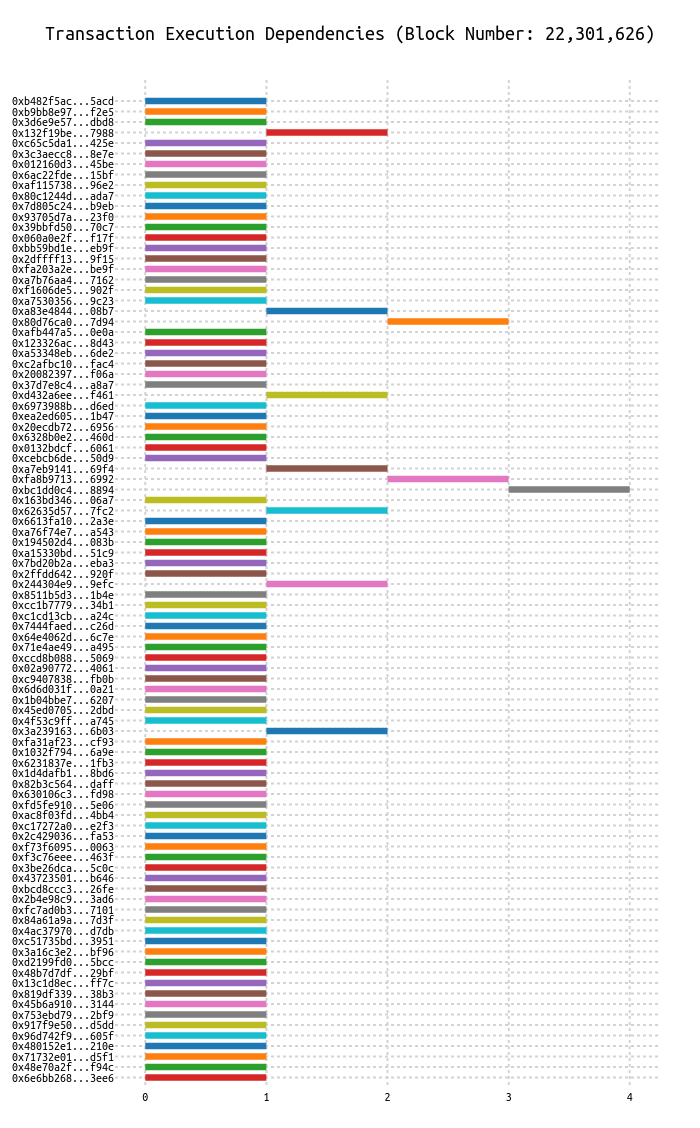 Transaction Execution Dependencies (Block Number: 22,301,626)
0xb482f5ac...5acd
0xb9bb8e97...f2e5
0x3d6e9e57...dbd8
0x132f19be...7988
0xc65c5da1...425e
0x3c3aecc8...8e7e
0x012160d3...45be
0x6ac22fde...15bf
0xaf115738...96e2
0x80c1244d...ada7
0x7d805c24...b9eb
0x93705d7a...23f0
0x39bbfd50...70c7
0x060a0e2f...f17f
0xbb59bd1e...eb9f
0x2dffff13...9f15
0xfa203a2e...be9f
0xa7b76aa4...7162
0xf1606de5...902f
0xa7530356...9c23
0xa83e4844...08b7
0x80d76ca0...7d94
0xafb447a5...0e0a
0x123326ac...8d43
0xa53348eb...6de2
0xc2afbc10...fac4
0x20082397...f06a
0x37d7e8c4...a8a7
0xd432a6ee...f461
0x6973988b...d6ed
0xea2ed605...1b47
0x20ecdb72...6956
0x6328b0e2...460d
0x0132bdcf...6061
0xcebcb6de...50d9
0xa7eb9141...69f4
0xfa8b9713...6992
0xbc1dd0c4...8894
0x163bd346...06a7
0x62635d57...7fc2
0x6613fa10...2a3e
0xa76f74e7...a543
0x194502d4...083b
0xa15330bd...51c9
0x7bd20b2a...eba3
0x2ffdd642...920f
0x244304e9...9efc
0x8511b5d3...1b4e
0xcc1b7779...34b1
0xc1cd13cb...a24c
0x7444faed...c26d
0x64e4062d...6c7e
0x71e4ae49...a495
0xccd8b088...5069
0x02a90772...4061
0xc9407838...fb0b
0x6d6d031f...0a21
0x1b04bbe7...6207
0x45ed0705...2dbd
0x4f53c9ff...a745
0x3a239163...6b03
0xfa31af23...cf93
0x1032f794...6a9e
0x6231837e...1fb3
0x1d4dafb1...8bd6
0x82b3c564...daff
0x630106c3...fd98
0xfd5fe910...5e06
0xac8f03fd...4bb4
0xc17272a0...e2f3
0x2c429036...fa53
0xf73f6095...0063
0xf3c76eee...463f
0x3be26dca...5c0c
0x43723501...b646
0xbcd8ccc3...26fe
0x2b4e98c9...3ad6
0xfc7ad0b3...7101
0x84a61a9a...7d3f
0x4ac37970...d7db
0xc51735bd...3951
0x3a16c3e2...bf96
0xd2199fd0...5bcc
0x48b7d7df...29bf
0x13c1d8ec...ff7c
0x819df339...38b3
0x45b6a910...3144
0x753ebd79...2bf9
0x917f9e50...d5dd
0x96d742f9...605f
0x480152e1...210e
0x71732e01...d5f1
0x48e70a2f...f94c
0x6e6bb268...3ee6
0 1 2 3 4